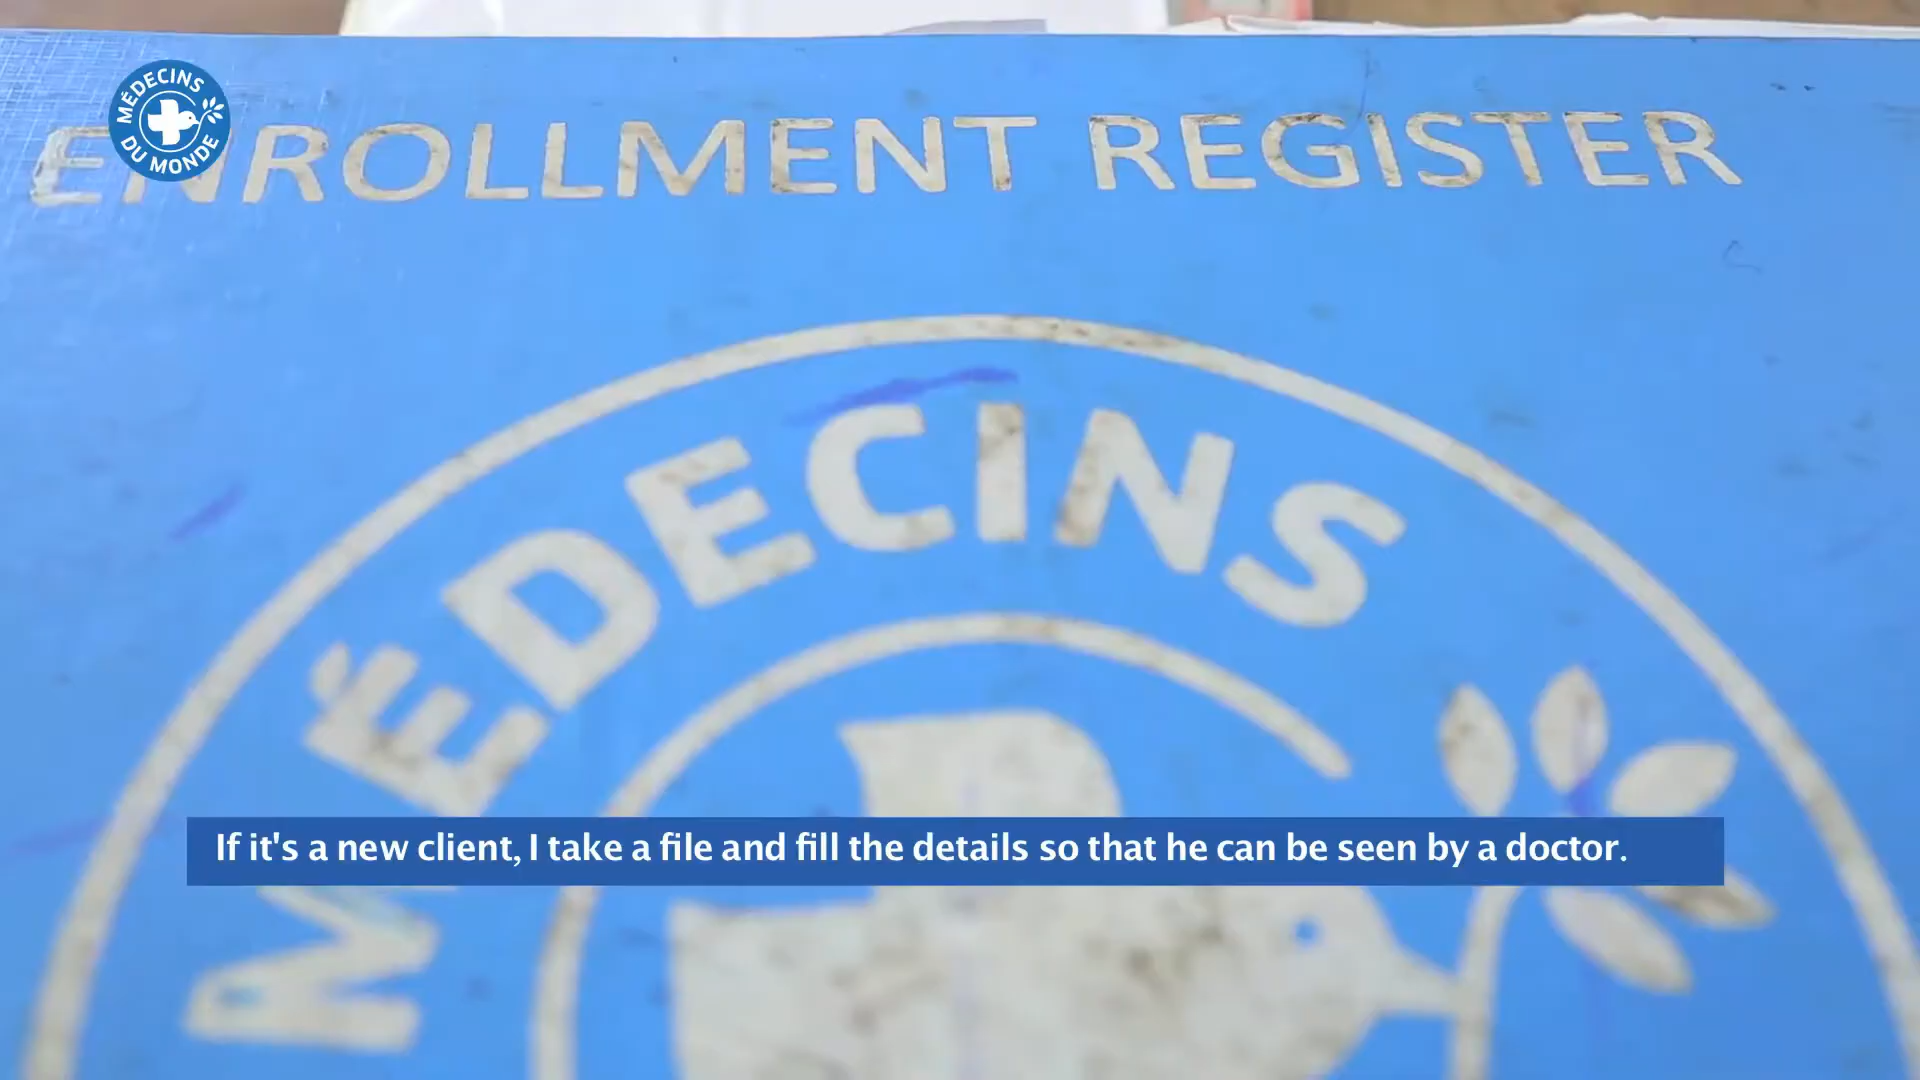 MÉDECINS
DU MONDE
ENROLLMENT REGISTER
MÉDECINS
If it's a new client, I take a file and fill the details so that he can be seen by a doctor.